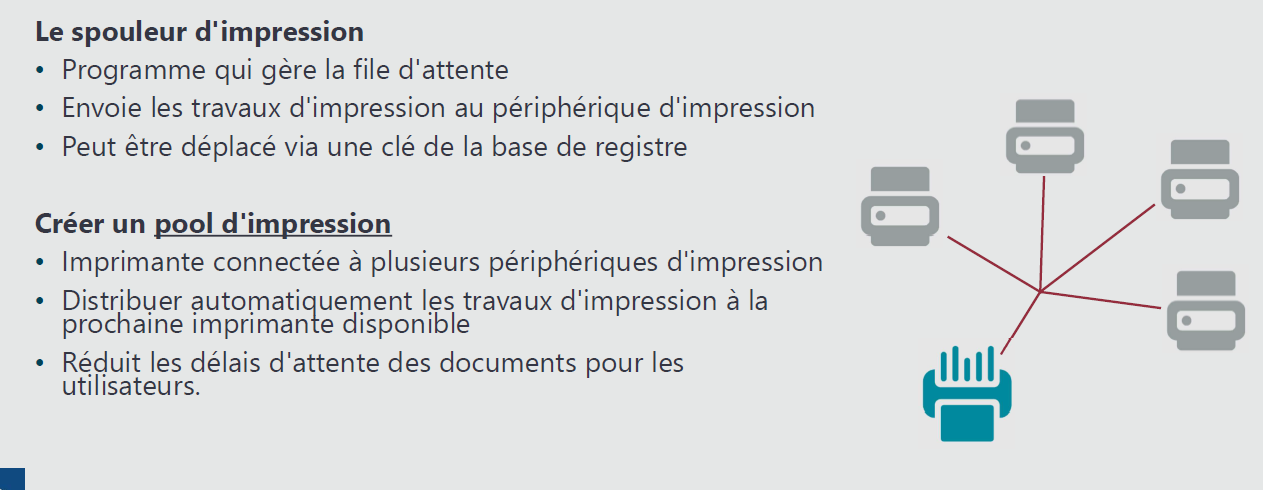 Le spouleur d'impression
• Programme qui gère la file d'attente
• Envoie les travaux d'impression au périphérique d'impression
• Peut être déplacé via une clé de la base de registre
Créer un pool d'impression
• Imprimante connectée à plusieurs périphériques d'impression
• Distribuer automatiquement les travaux d'impression à la
prochaine imprimante disponible
• Réduit les délais d'attente des documents pour les
utilisateurs.